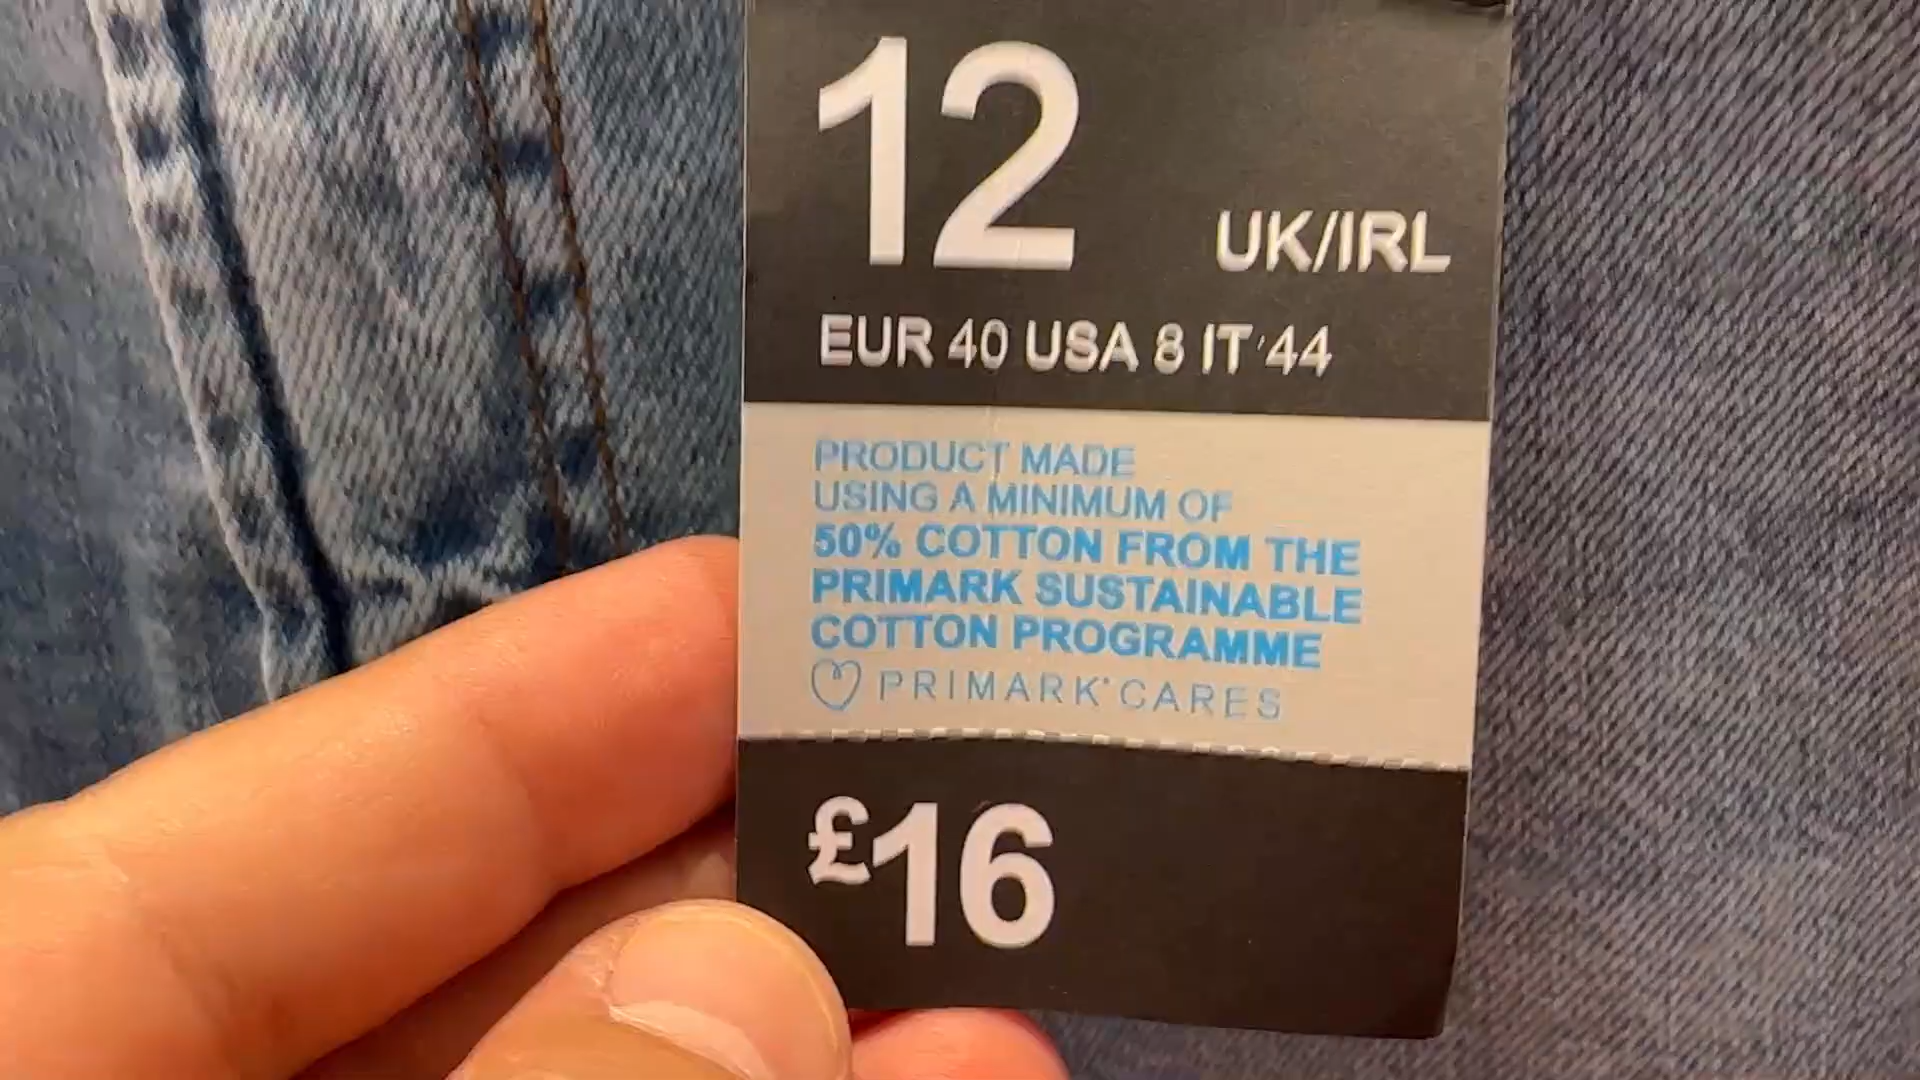 12 UK/IRL
EUR 40 USA 8 IT 44
PRODUCT MADE
USING A MINIMUM OF
50% COTTON FROM THE
PRIMARK SUSTAINABLE
COTTON PROGRAMME
PRIMARK® CARES
£16